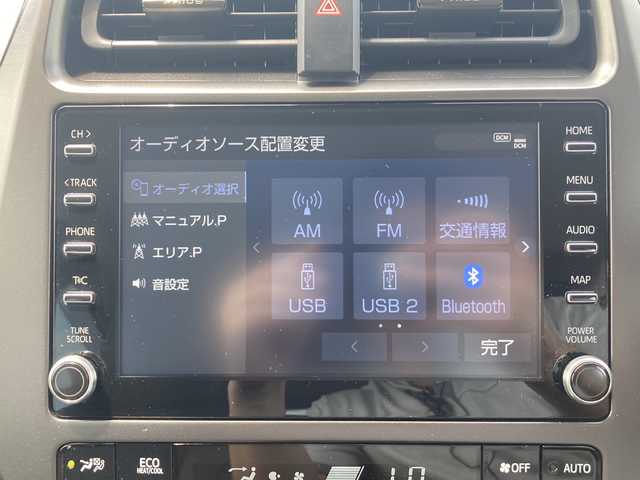 CH >
< TRACK
PHONE
T<C
TUNE
SCROLL
オーディオソース配置変更
DCM
DCM
オーディオ選択
マニュアル.P
エリア.P
音設定
AM
FM
交通情報
USB
USB 2
Bluetooth
完了
HOME
MENU
AUDIO
MAP
POWER
VOLUME
ECO
HEAT/COOL
OFF
AUTO